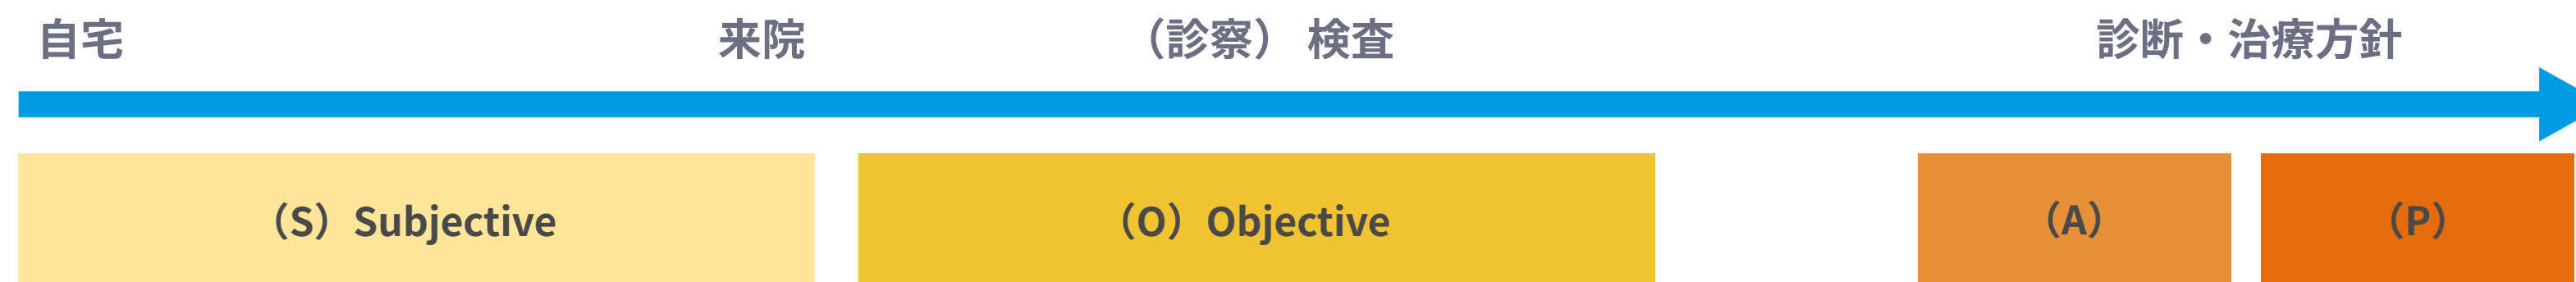 自宅 来院 （診察） 検査 診断・治療方針
（S）Subjective （O）Objective （A） （P）